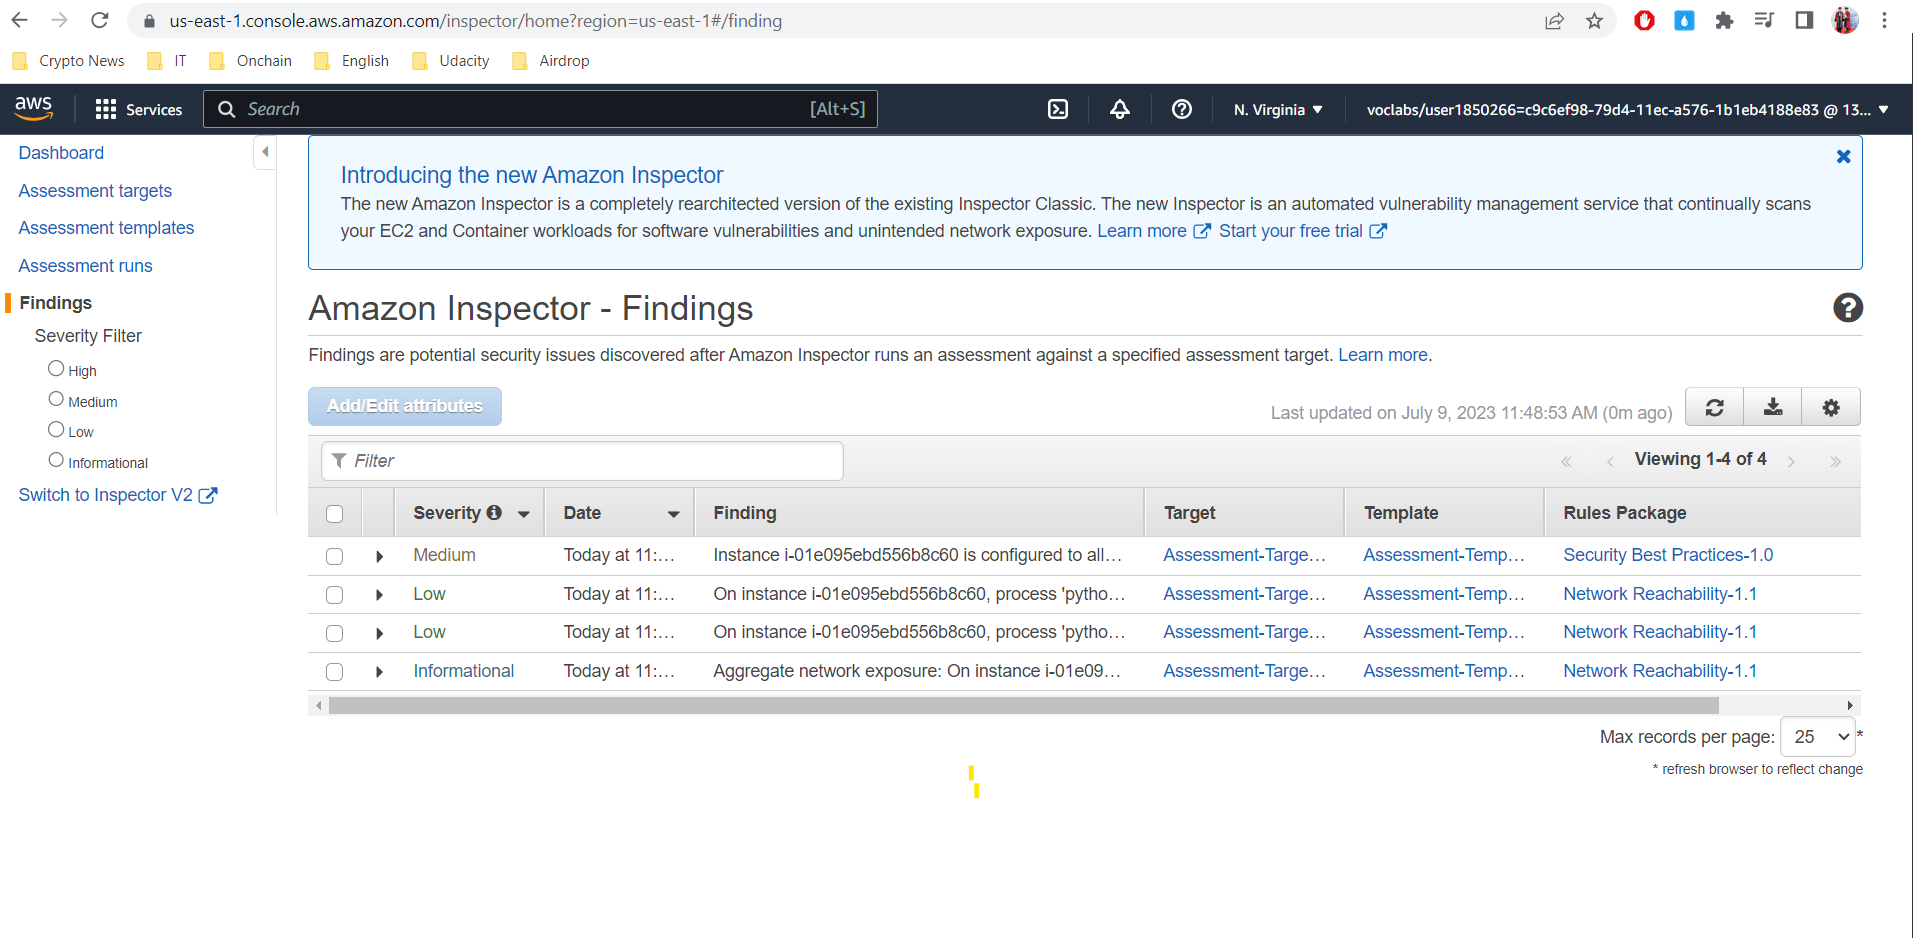 us-east-1.console.aws.amazon.com/inspector/home?region=us-east-1#/finding
Crypto News IT Onchain English Udacity Airdrop
aws Services Search [Alt+S] N. Virginia voclabs/user1850266=c9c6ef98-79d4-11ec-a576-1b1eb4188e83 @ 13...
Dashboard
Assessment targets
Assessment templates
Assessment runs
Findings
Severity Filter
High
Medium
Low
Informational
Switch to Inspector V2
Introducing the new Amazon Inspector
The new Amazon Inspector is a completely rearchitected version of the existing Inspector Classic. The new Inspector is an automated vulnerability management service that continually scans
your EC2 and Container workloads for software vulnerabilities and unintended network exposure. Learn more Start your free trial
Amazon Inspector - Findings
Findings are potential security issues discovered after Amazon Inspector runs an assessment against a specified assessment target. Learn more.
Add/Edit attributes Last updated on July 9, 2023 11:48:53 AM (0m ago)
Filter « ‹ Viewing 1-4 of 4 › »
Severity Date Finding Target Template Rules Package
Medium Today at 11:... Instance i-01e095ebd556b8c60 is configured to all... Assessment-Targe... Assessment-Temp... Security Best Practices-1.0
Low Today at 11:... On instance i-01e095ebd556b8c60, process 'pytho... Assessment-Targe... Assessment-Temp... Network Reachability-1.1
Low Today at 11:... On instance i-01e095ebd556b8c60, process 'pytho... Assessment-Targe... Assessment-Temp... Network Reachability-1.1
Informational Today at 11:... Aggregate network exposure: On instance i-01e09... Assessment-Targe... Assessment-Temp... Network Reachability-1.1
Max records per page: 25 *
* refresh browser to reflect change